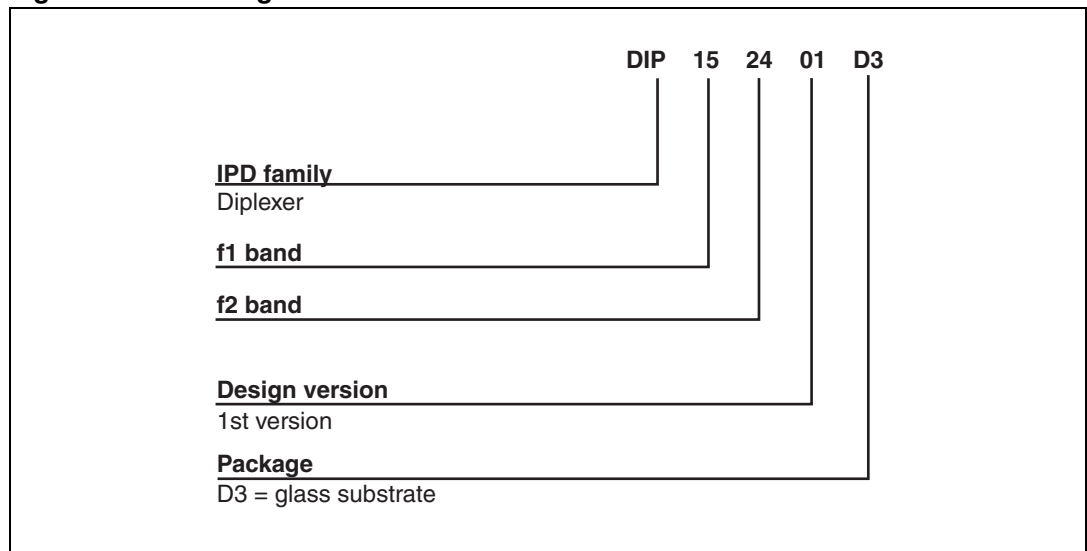 DIP 15 24 01 D3
IPD family
Diplexer
f1 band
f2 band
Design version
1st version
Package
D3 = glass substrate